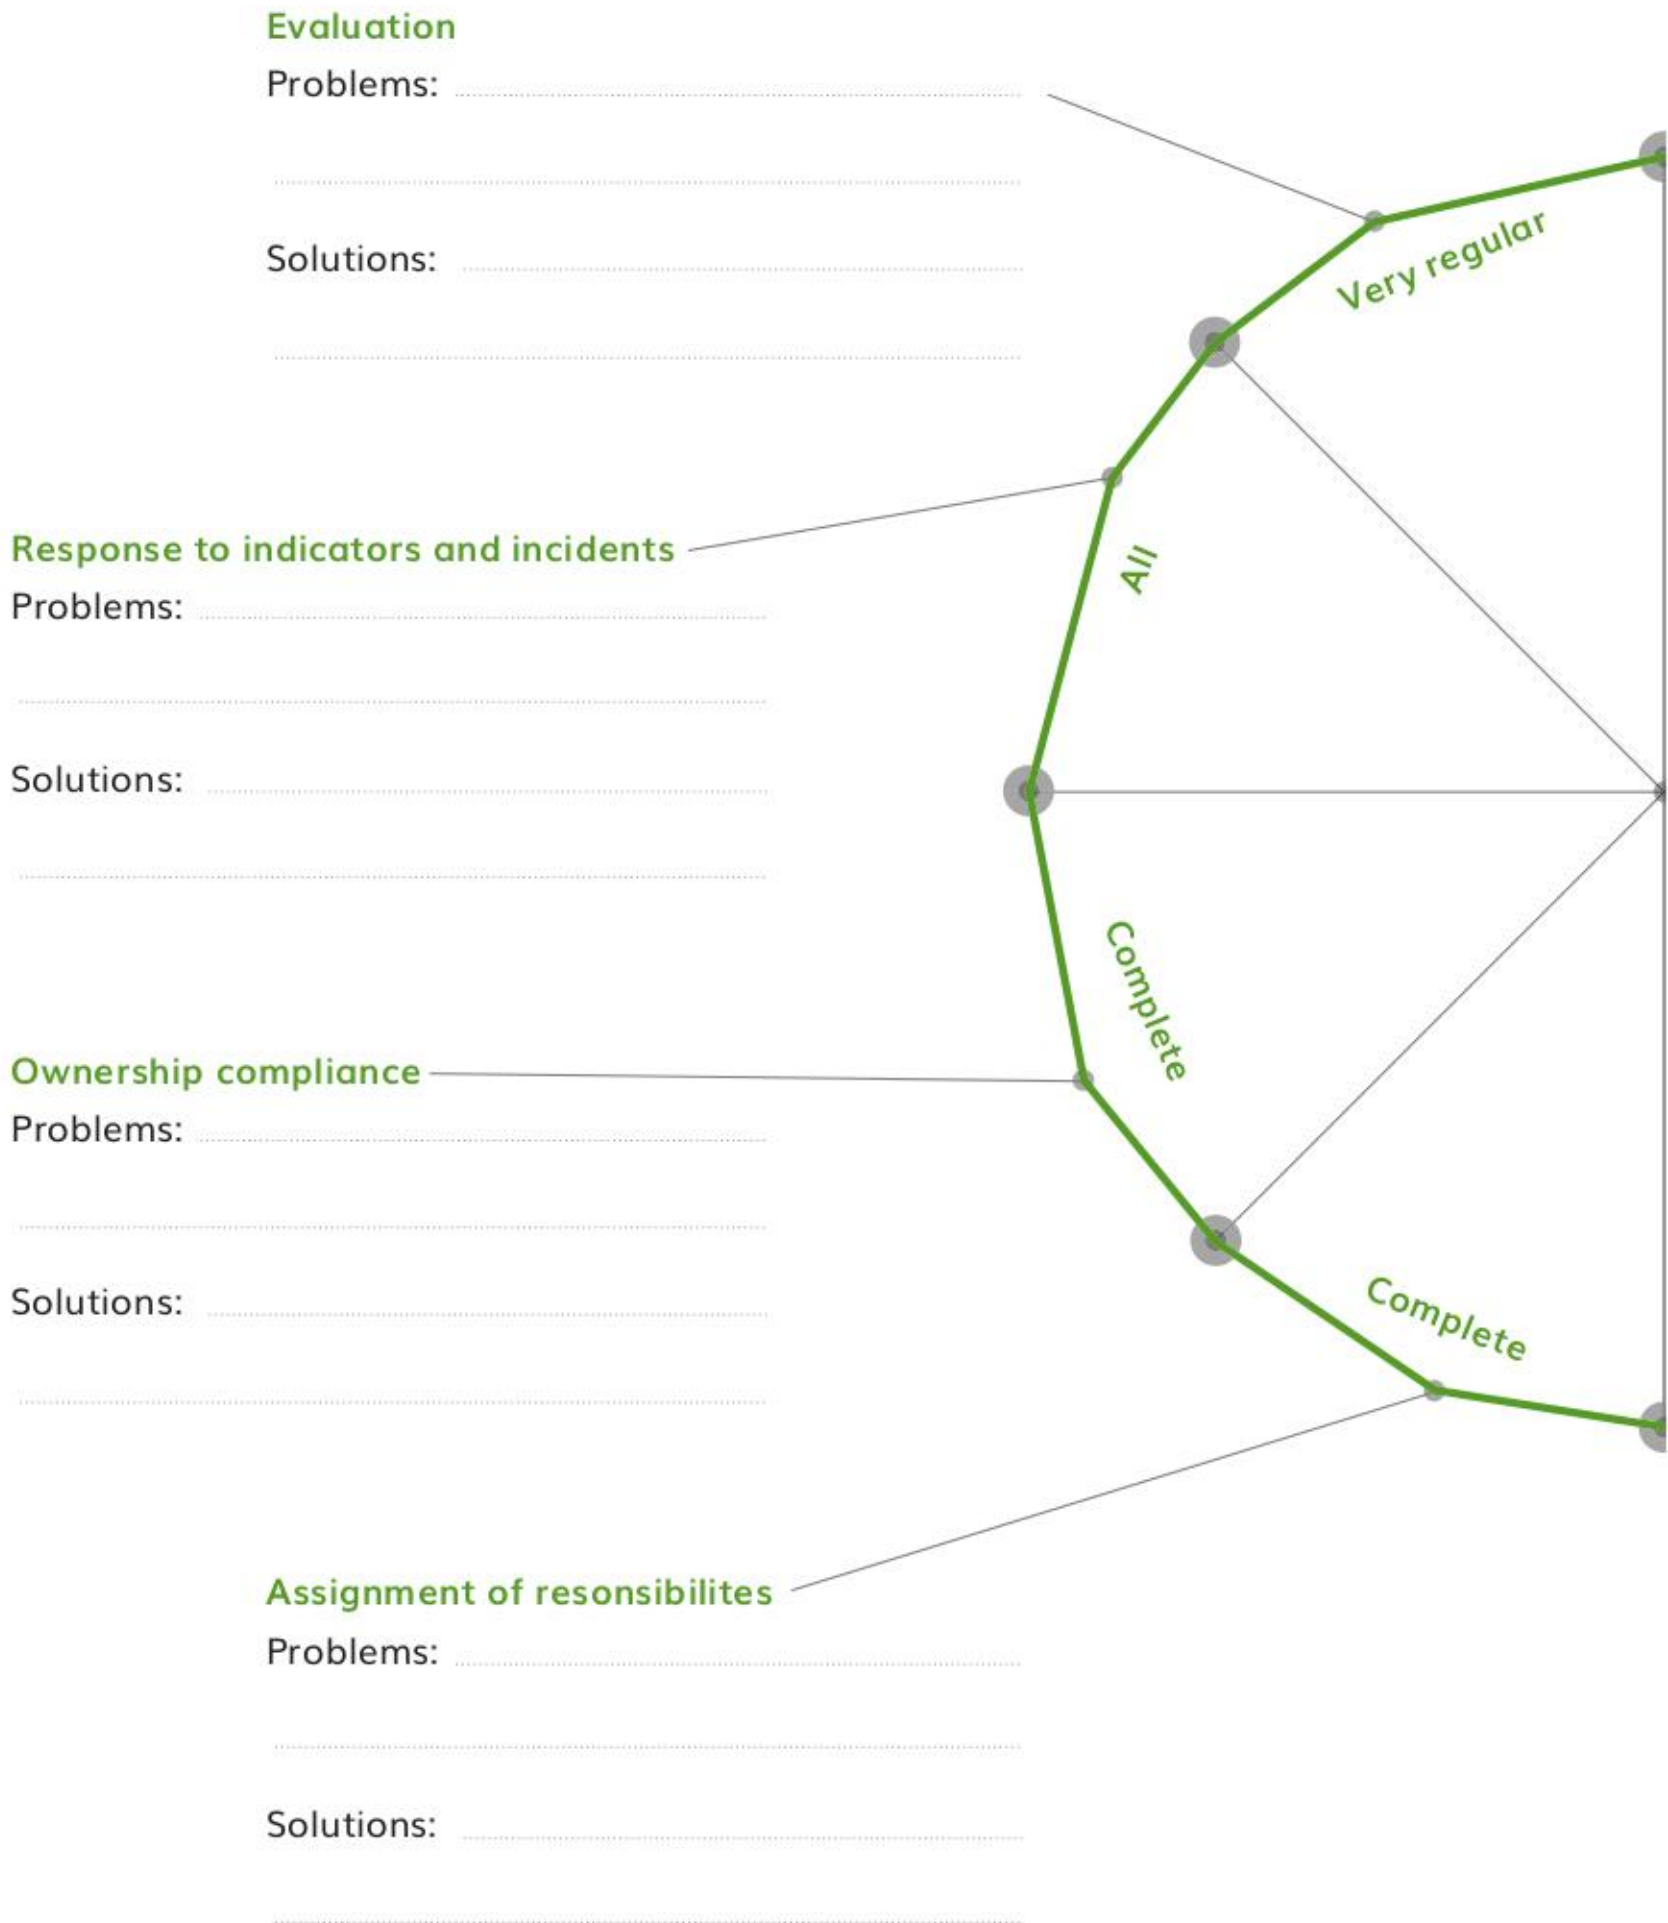 Evaluation
Problems:
Solutions:
Very regular
Response to indicators and incidents
All
Problems:
Solutions:
Complete
Ownership compliance
Problems:
Solutions:
Complete
Assignment of resonsibilites
Problems:
Solutions: